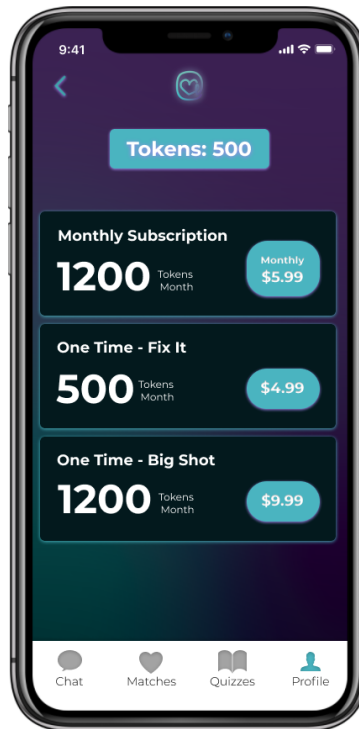 9:41
Tokens: 500
Monthly Subscription
1200 Tokens
Month
Monthly
$5.99
One Time - Fix It
500 Tokens
Month
$4.99
One Time - Big Shot
1200 Tokens
Month
$9.99
Chat Matches Quizzes Profile